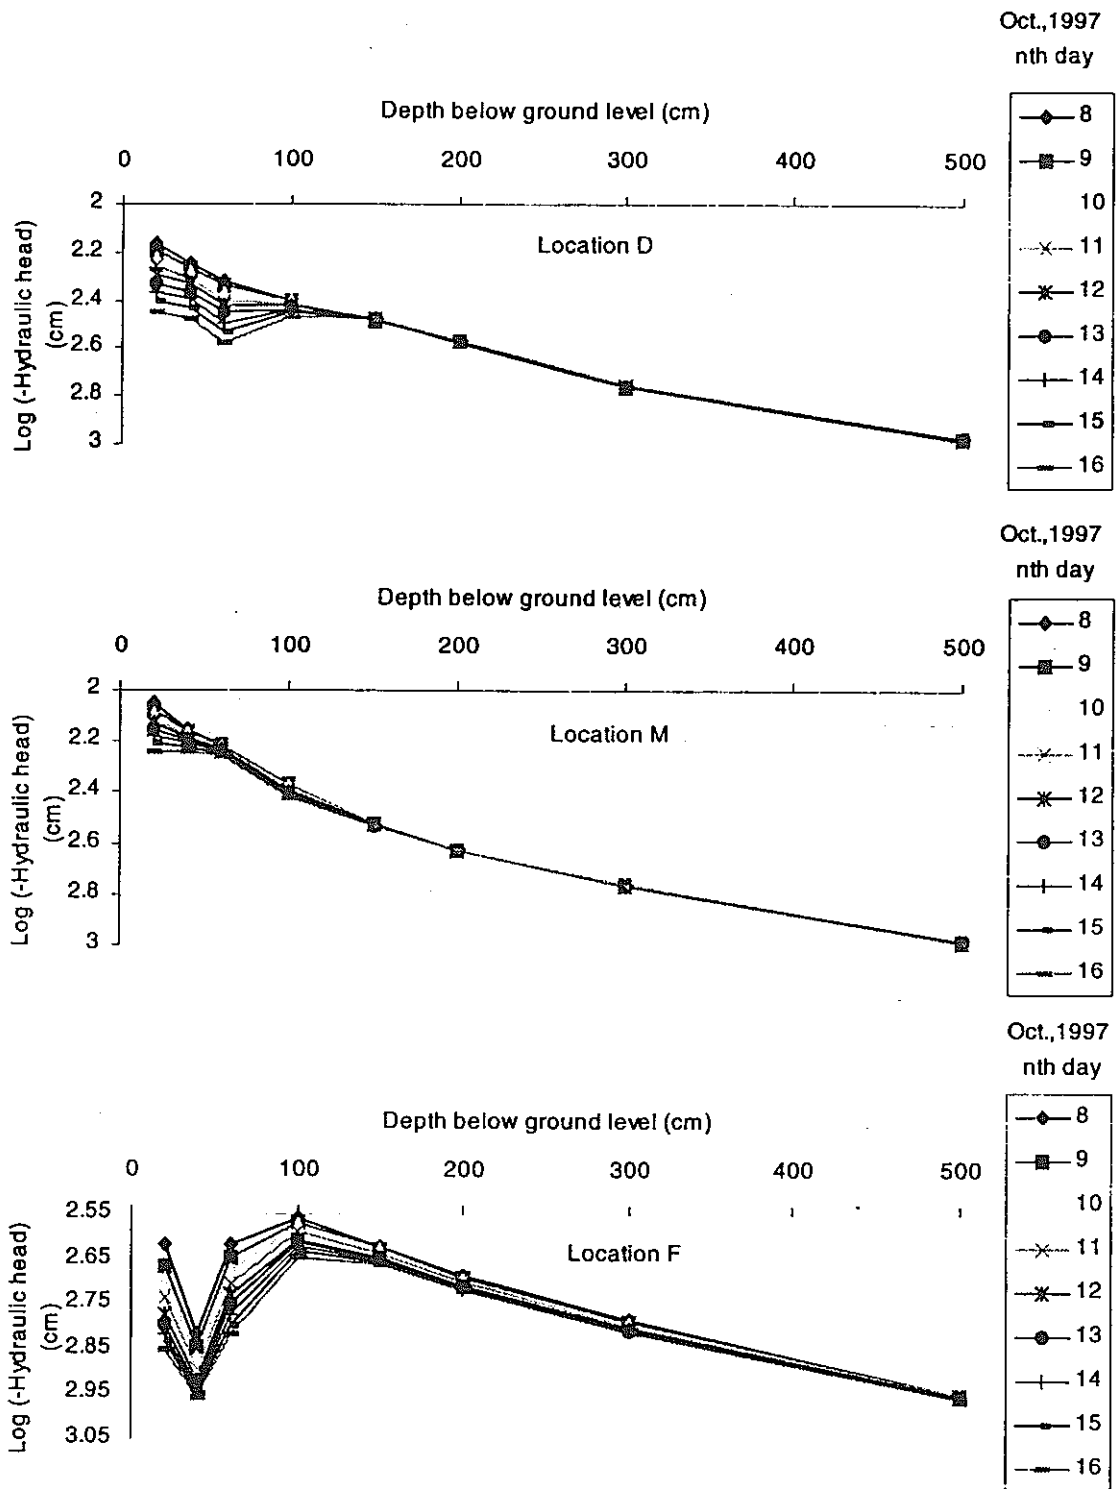 Oct.,1997
nth day
Depth below ground level (cm)
0 100 200 300 400 500
2
2.2
2.4
2.6
2.8
3
Log (-Hydraulic head)
(cm)
Location D
8
9
10
11
12
13
14
15
16
Oct.,1997
nth day
Depth below ground level (cm)
0 100 200 300 400 500
2
2.2
2.4
2.6
2.8
3
Log (-Hydraulic head)
(cm)
Location M
8
9
10
11
12
13
14
15
16
Oct.,1997
nth day
Depth below ground level (cm)
0 100 200 300 400 500
2.55
2.65
2.75
2.85
2.95
3.05
Log (-Hydraulic head)
(cm)
Location F
8
9
10
11
12
13
14
15
16